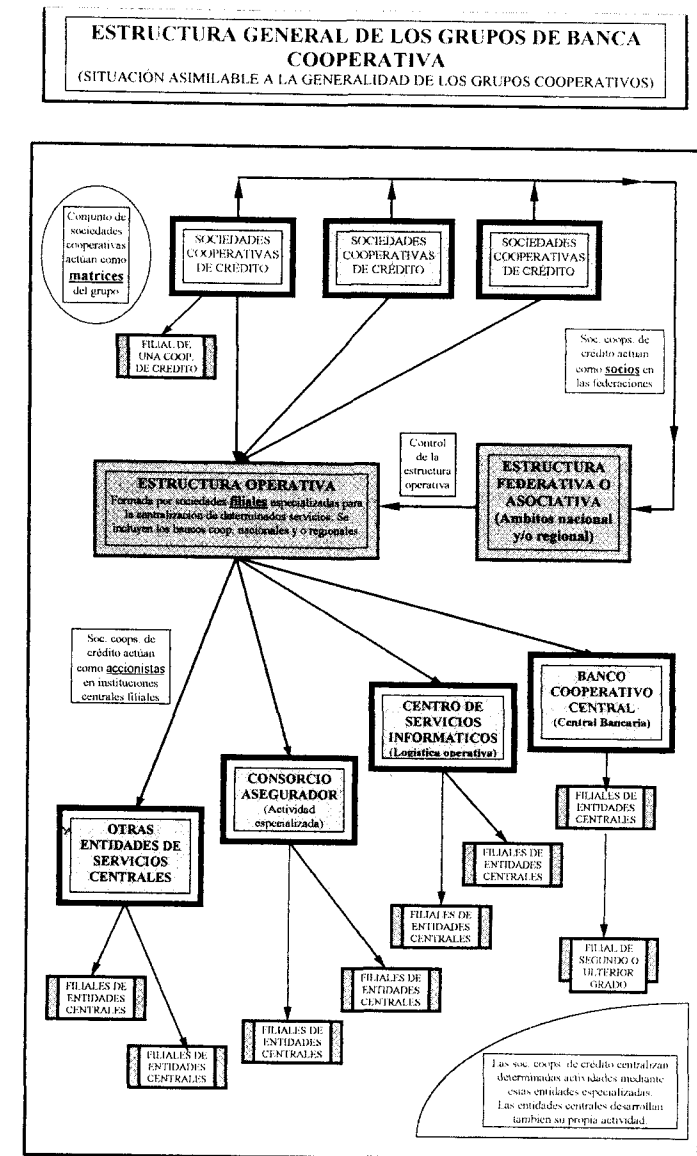 ESTRUCTURA GENERAL DE LOS GRUPOS DE BANCA
COOPERATIVA
(SITUACIÓN ASIMILABLE A LA GENERALIDAD DE LOS GRUPOS COOPERATIVOS)
Conjunto de
sociedades
cooperativas
actúan como
matrices
del grupo
SOCIEDADES
COOPERATIVAS
DE CRÉDITO
SOCIEDADES
COOPERATIVAS
DE CRÉDITO
SOCIEDADES
COOPERATIVAS
DE CRÉDITO
FILIAL DE
UNA COOP.
DE CREDITO
Soc. coops. de
crédito actúan
como socios en
las federaciones
Control
de la
estructura
operativa
ESTRUCTURA OPERATIVA
Formada por sociedades filiales especializadas para
la centralización de determinados servicios. Se
incluyen los bancos coop. nacionales y o regionales
ESTRUCTURA
FEDERATIVA O
ASOCIATIVA
(Ambitos nacional
y/o regional)
Soc. coops. de
crédito actúan
como accionistas
en instituciones
centrales filiales
BANCO
COOPERATIVO
CENTRAL
(Central Bancaria)
CENTRO DE
SERVICIOS
INFORMATICOS
(Logística operativa)
CONSORCIO
ASEGURADOR
(Actividad
especializada)
OTRAS
ENTIDADES DE
SERVICIOS
CENTRALES
FILIALES DE
ENTIDADES
CENTRALES
FILIALES DE
ENTIDADES
CENTRALES
FILIALES DE
ENTIDADES
CENTRALES
FILIAL DE
SEGUNDO O
ULTERIOR
GRADO
FILIALES DE
ENTIDADES
CENTRALES
FILIALES DE
ENTIDADES
CENTRALES
FILIALES DE
ENTIDADES
CENTRALES
FILIALES DE
ENTIDADES
CENTRALES
Las soc. coops. de crédito centralizan
determinadas actividades mediante
estas entidades especializadas.
Las entidades centrales desarrollan
también su propia actividad.